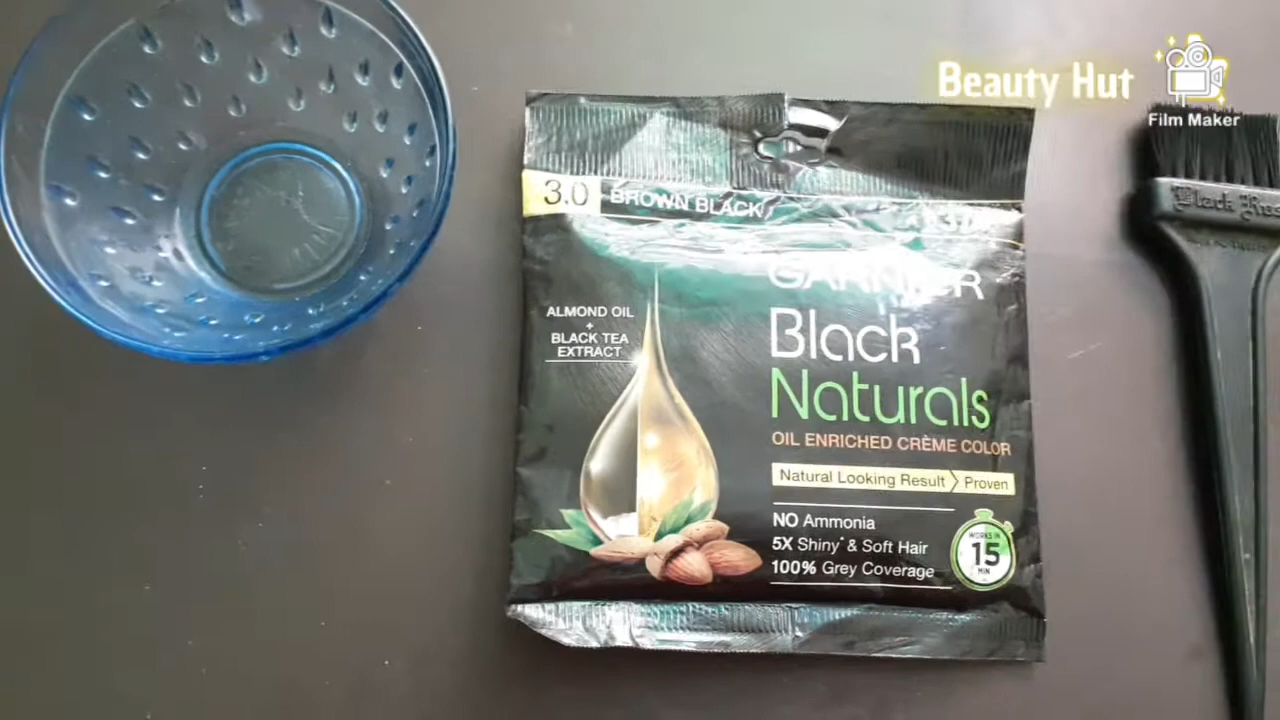 Beauty Hut
Film Maker
3.0 BROWN BLACK
GARNIER
ALMOND OIL
+
BLACK TEA
EXTRACT
Black
Naturals
OIL ENRICHED CRÈME COLOR
Natural Looking Result > Proven
NO Ammonia
5X Shiny* & Soft Hair
100% Grey Coverage
WORKS IN
15
MIN
Black